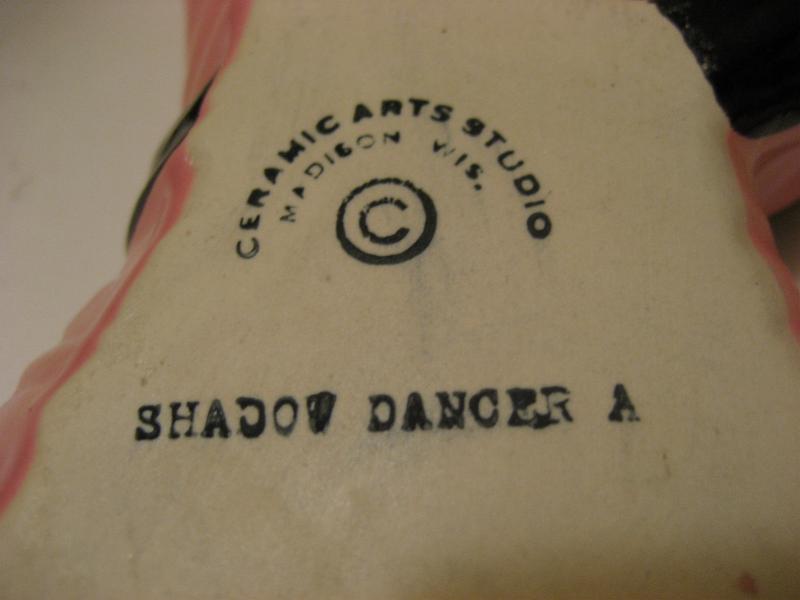 CERAMIC ARTS STUDIO
MADISON WIS.
©
SHADOW DANCER A